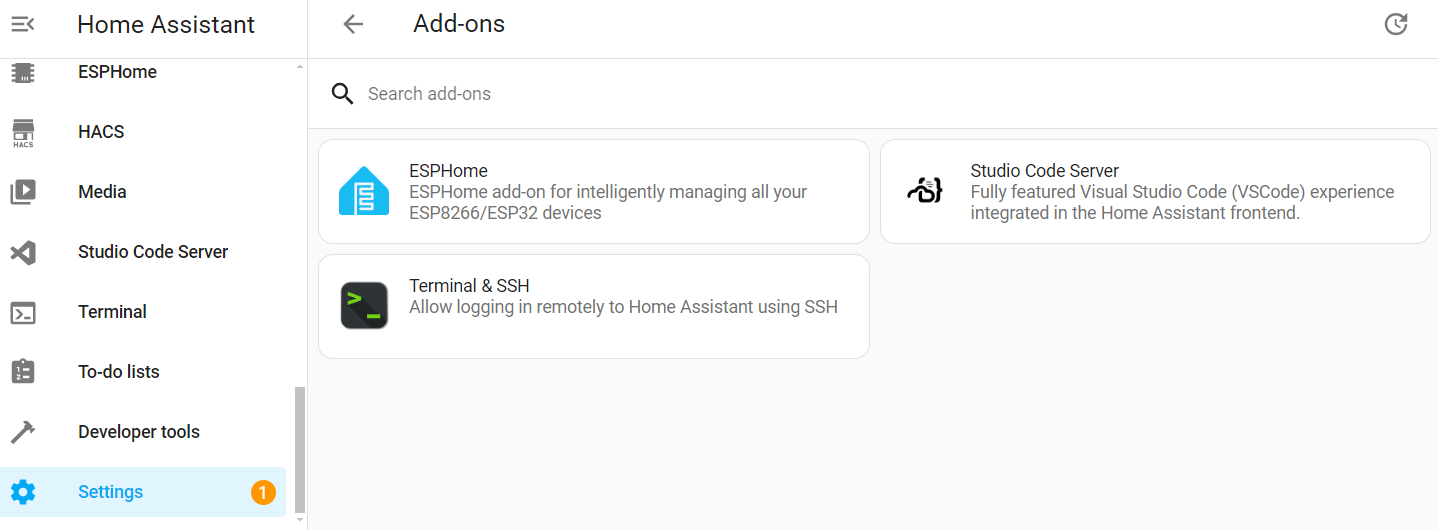 Home Assistant
Add-ons
ESPHome
HACS
HACS
Media
Studio Code Server
Terminal
To-do lists
Developer tools
Settings
1
Search add-ons
ESPHome
ESPHome add-on for intelligently managing all your
ESP8266/ESP32 devices
Studio Code Server
Fully featured Visual Studio Code (VSCode) experience
integrated in the Home Assistant frontend.
Terminal & SSH
Allow logging in remotely to Home Assistant using SSH